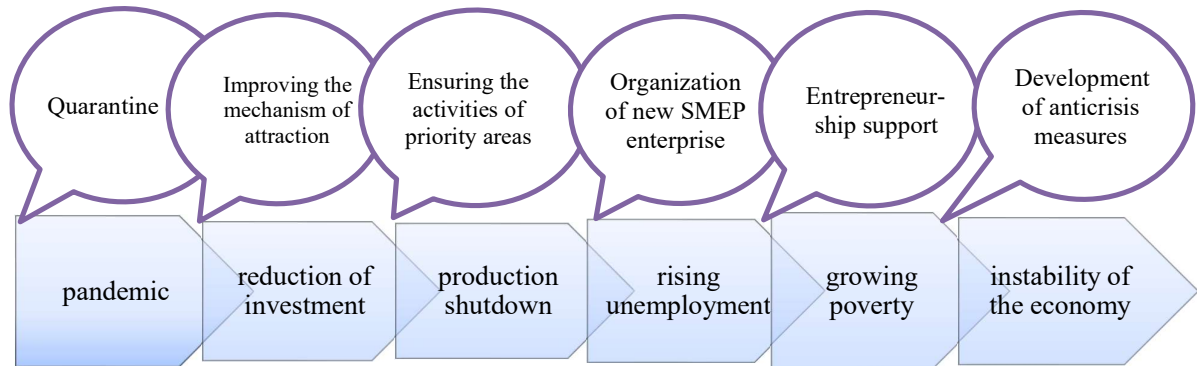 Quarantine
Improving the
mechanism of
attraction
Ensuring the
activities of
priority areas
Organization
of new SMEP
enterprise
Entrepreneur-
ship support
Development
of anticrisis
measures
pandemic
reduction of
investment
production
shutdown
rising
unemployment
growing
poverty
instability of
the economy